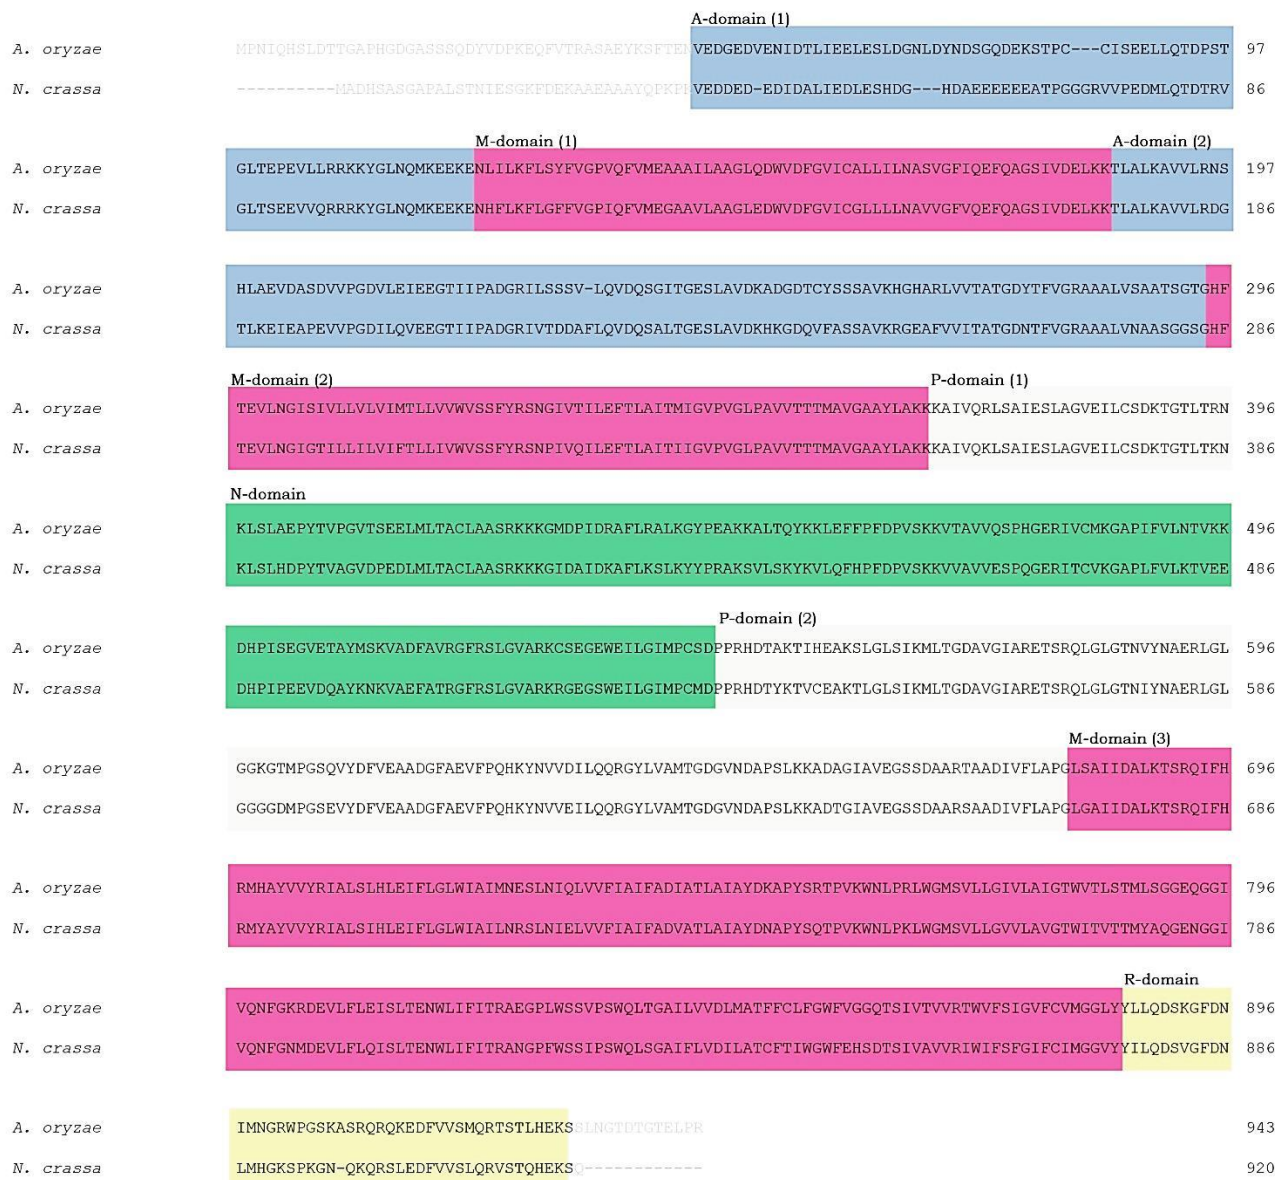 A-domain (1)
A. oryzae MPNIQHSLDTTGAPHGDGASSSQDYVDPKEQFVTRASAEYKSFTENVEDGEDVENIDTLIEELESLDGNLDYNDSGQDEKSTPC---CISEELLQTDPST 97
N. crassa ----------MADHSASGAPALSTNIESGKFDEKAAEAAAYQPKPKVEDDED-EDIDALIEDLESHDG---HDAEEEEEEATPGGGRVVPEDMLQTDTRV 86
M-domain (1) A-domain (2)
A. oryzae GLTEPEVLLRRKKYGLNQMKEEKENLILKFLSYFVGPVQFVMEAAAILAAGLQDWVDFGVICALLILNASVGFIQEFQAGSIVDELKKTLALKAVVLRNS 197
N. crassa GLTSEEVVQRRRKYGLNQMKEEKENHFLKFLGFFVGPIQFVMEGAAVLAAGLEDWVDFGVICGLLLLNAVVGFVQEFQAGSIVDELKKTLALKAVVLRDG 186
A. oryzae HLAEVDASDVVPGDVLEIEEGTIIPADGRILSSSV-LQVDQSGITGESLAVDKADGDTCYSSSAVKHGHARLVVTATGDYTFVGRAAALVSAATSGTGHF 296
N. crassa TLKEIEAPEVVPGDILQVEEGTIIPADGRIVTDDAFLQVDQSALTGESLAVDKHKGDQVFASSAVKRGEAFVVITATGDNTFVGRAAALVNAASGGSGHF 286
M-domain (2) P-domain (1)
A. oryzae TEVLNGISIVLLVLVIMTLLVVWVSSFYRSNGIVTILEFTLAITMIGVPVGLPAVVTTTMAVGAAYLAKKKAIVQRLSAIESLAGVEILCSDKTGTLTRN 396
N. crassa TEVLNGIGTILLILVIFTLLIVWVSSFYRSNPIVQILEFTLAITIIGVPVGLPAVVTTTMAVGAAYLAKKKAIVQKLSAIESLAGVEILCSDKTGTLTKN 386
N-domain
A. oryzae KLSLAEPYTVPGVTSEELMLTACLAASRKKKGMDPIDRAFLRALKGYPEAKKALTQYKKLEFFPFDPVSKKVTAVVQSPHGERIVCMKGAPIFVLNTVKK 496
N. crassa KLSLHDPYTVAGVDPEDLMLTACLAASRKKKGIDAIDKAFLKSLKYYPRAKSVLSKYKVLQFHPFDPVSKKVVAVVESPQGERITCVKGAPLFVLKTVEE 486
P-domain (2)
A. oryzae DHPISEGVETAYMSKVADFAVRGFRSLGVARKCSEGEWEILGIMPCSDPPRHDTAKTIHEAKSLGLSIKMLTGDAVGIARETSRQLGLGTNVYNAERLGL 596
N. crassa DHPIPEEVDQAYKNKVAEFATRGFRSLGVARKRGEGSWEILGIMPCMDPPRHDTYKTVCEAKTLGLSIKMLTGDAVGIARETSRQLGLGTNIYNAERLGL 586
M-domain (3)
A. oryzae GGKGTMPGSQVYDFVEAADGFAEVFPQHKYNVVDILQQRGYLVAMTGDGVNDAPSLKKADAGIAVEGSSDAARTAADIVFLAPGLSAIIDALKTSRQIFH 696
N. crassa GGGGDMPGSEVYDFVEAADGFAEVFPQHKYNVVEILQQRGYLVAMTGDGVNDAPSLKKADTGIAVEGSSDAARSAADIVFLAPGLGAIIDALKTSRQIFH 686
A. oryzae RMHAYVVYRIALSLHLEIFLGLWIAIMNESLNIQLVVFIAIFADIATLAIAYDKAPYSRTPVKWNLPRLWGMSVLLGIVLAIGTWVTLSTMLSGGEQGGI 796
N. crassa RMYAYVVYRIALSIHLEIFLGLWIAILNRSLNIELVVFIAIFADVATLAIAYDNAPYSQTPVKWNLPKLWGMSVLLGVVLAVGTWITVTTMYAQGENGGI 786
R-domain
A. oryzae VQNFGKRDEVLFLEISLTENWLIFITRAEGPLWSSVPSWQLTGAILVVDLMATFFCLFGWFVGGQTSIVTVVRTWVFSIGVFCVMGGLYYLLQDSKGFDN 896
N. crassa VQNFGNMDEVLFLQISLTENWLIFITRANGPFWSSIPSWQLSGAIFLVDILATCFTIWGWFEHSDTSIVAVVRIWIFSFGIFCIMGGVYYILQDSVGFDN 886
A. oryzae IMNGRWPGSKASRQRQKEDFVVSMQRTSTLHEKSSLNGTDTGTELPR 943
N. crassa LMHGKSPKGN-QKQRSLEDFVVSLQRVSTQHEKSQ------------ 920